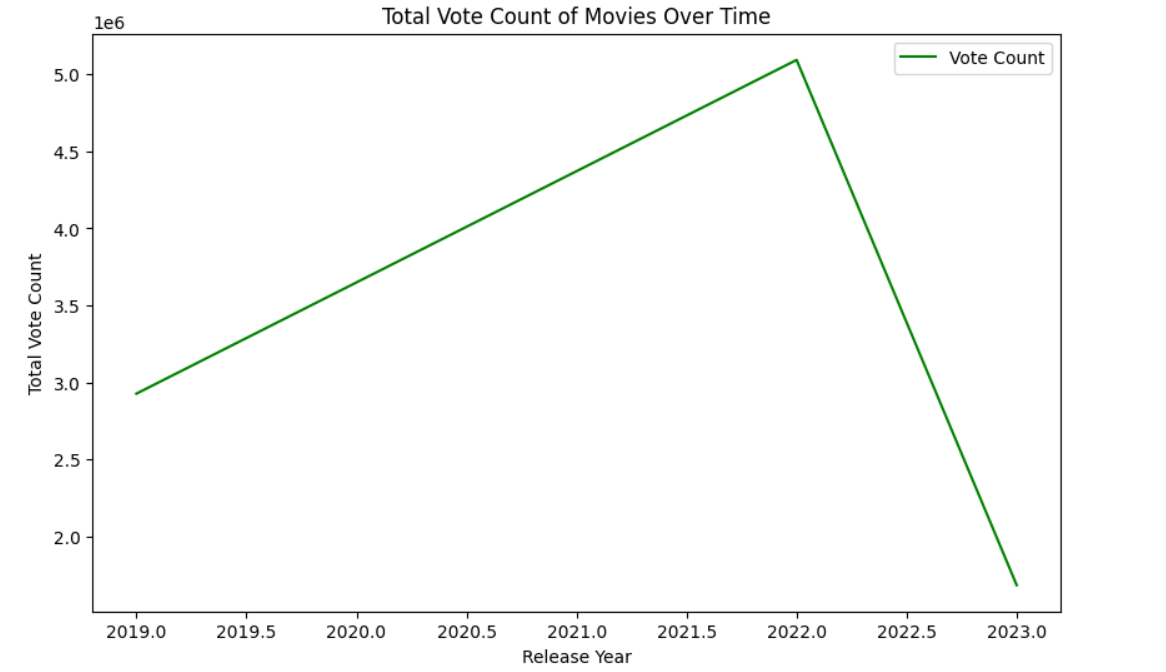 Total Vote Count of Movies Over Time
1e6
Vote Count
5.0
4.5
4.0
3.5
3.0
2.5
2.0
Total Vote Count
2019.0 2019.5 2020.0 2020.5 2021.0 2021.5 2022.0 2022.5 2023.0
Release Year